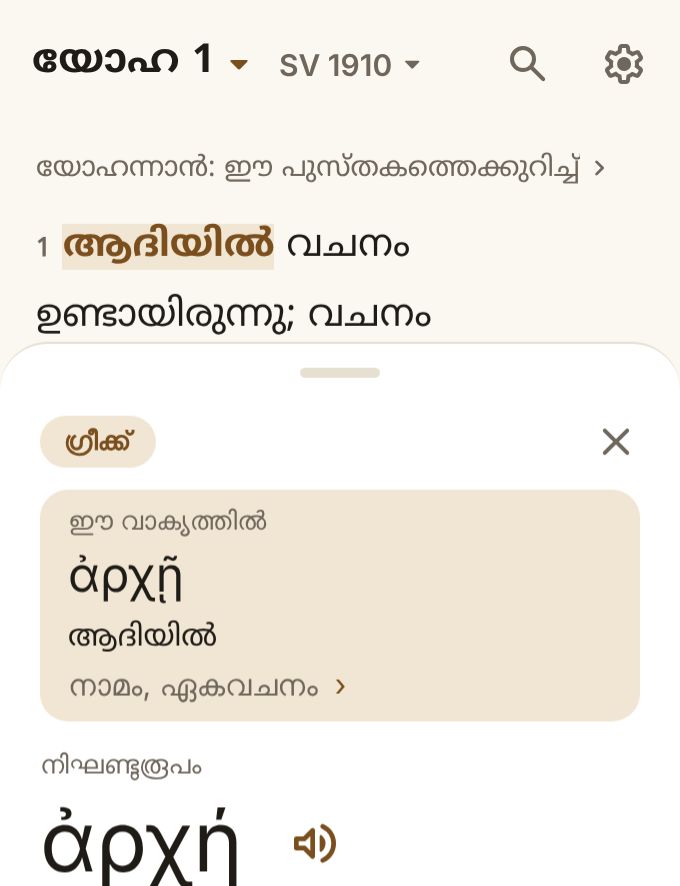 യോഹ 1 SV 1910
യോഹന്നാൻ: ഈ പുസ്തകത്തെക്കുറിച്ച് ›
1 ആദിയിൽ വചനം
ഉണ്ടായിരുന്നു; വചനം
ഗ്രീക്ക്
ഈ വാക്യത്തിൽ
ἀρχῇ
ആദിയിൽ
നാമം, ഏകവചനം ›
നിഘണ്ടുരൂപം
ἀρχή